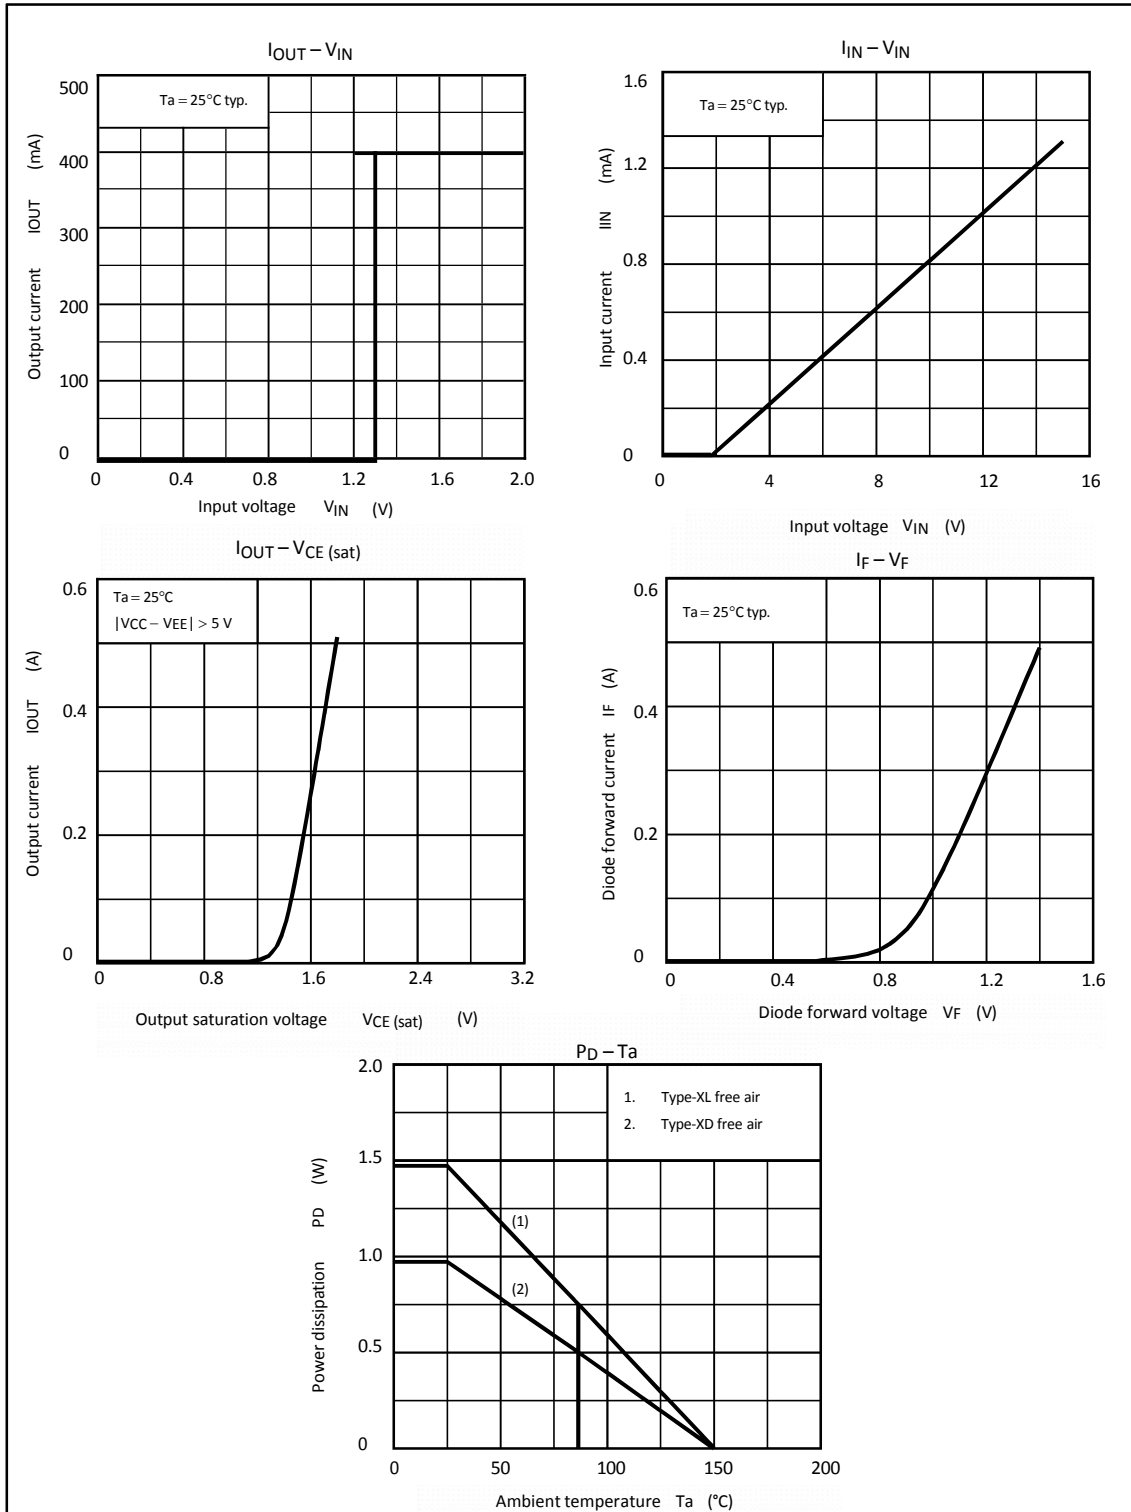 IOUT – VIN
500
400
300
200
100
0
Ta = 25°C typ.
Output current IOUT (mA)
0 0.4 0.8 1.2 1.6 2.0
Input voltage VIN (V)
IIN – VIN
1.6
1.2
0.8
0.4
0
Ta = 25°C typ.
Input current IIN (mA)
0 4 8 12 16
Input voltage VIN (V)
IOUT – VCE (sat)
0.6
0.4
0.2
0
Ta = 25°C
|VCC – VEE| > 5 V
Output current IOUT (A)
0 0.8 1.6 2.4 3.2
Output saturation voltage VCE (sat) (V)
IF – VF
0.6
0.4
0.2
0
Ta = 25°C typ.
Diode forward current IF (A)
0 0.4 0.8 1.2 1.6
Diode forward voltage VF (V)
PD – Ta
2.0
1.5
1.0
0.5
0
1. Type-XL free air
2. Type-XD free air
(1)
(2)
Power dissipation PD (W)
0 50 100 150 200
Ambient temperature Ta (°C)